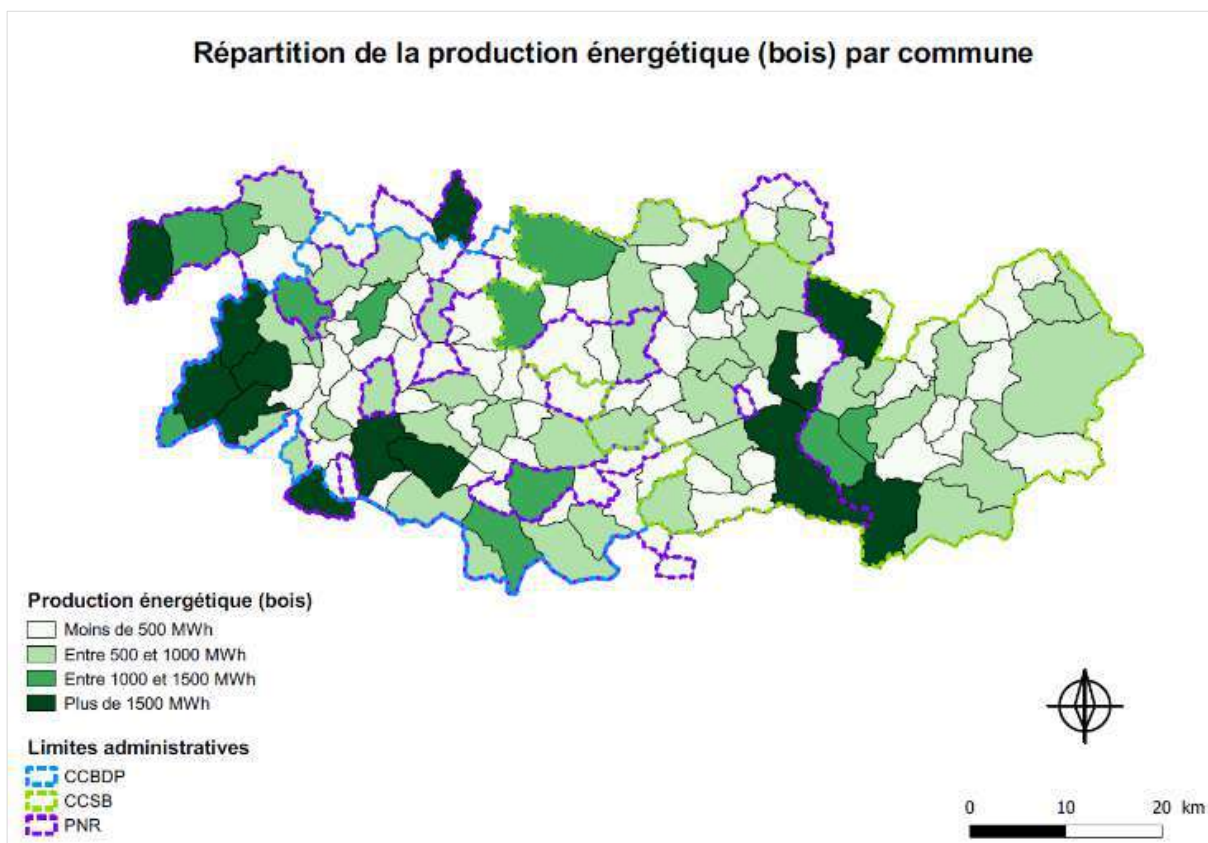 Répartition de la production énergétique (bois) par commune
Production énergétique (bois)
Moins de 500 MWh
Entre 500 et 1000 MWh
Entre 1000 et 1500 MWh
Plus de 1500 MWh
Limites administratives
CCBDP
CCSB
PNR
0 10 20 km